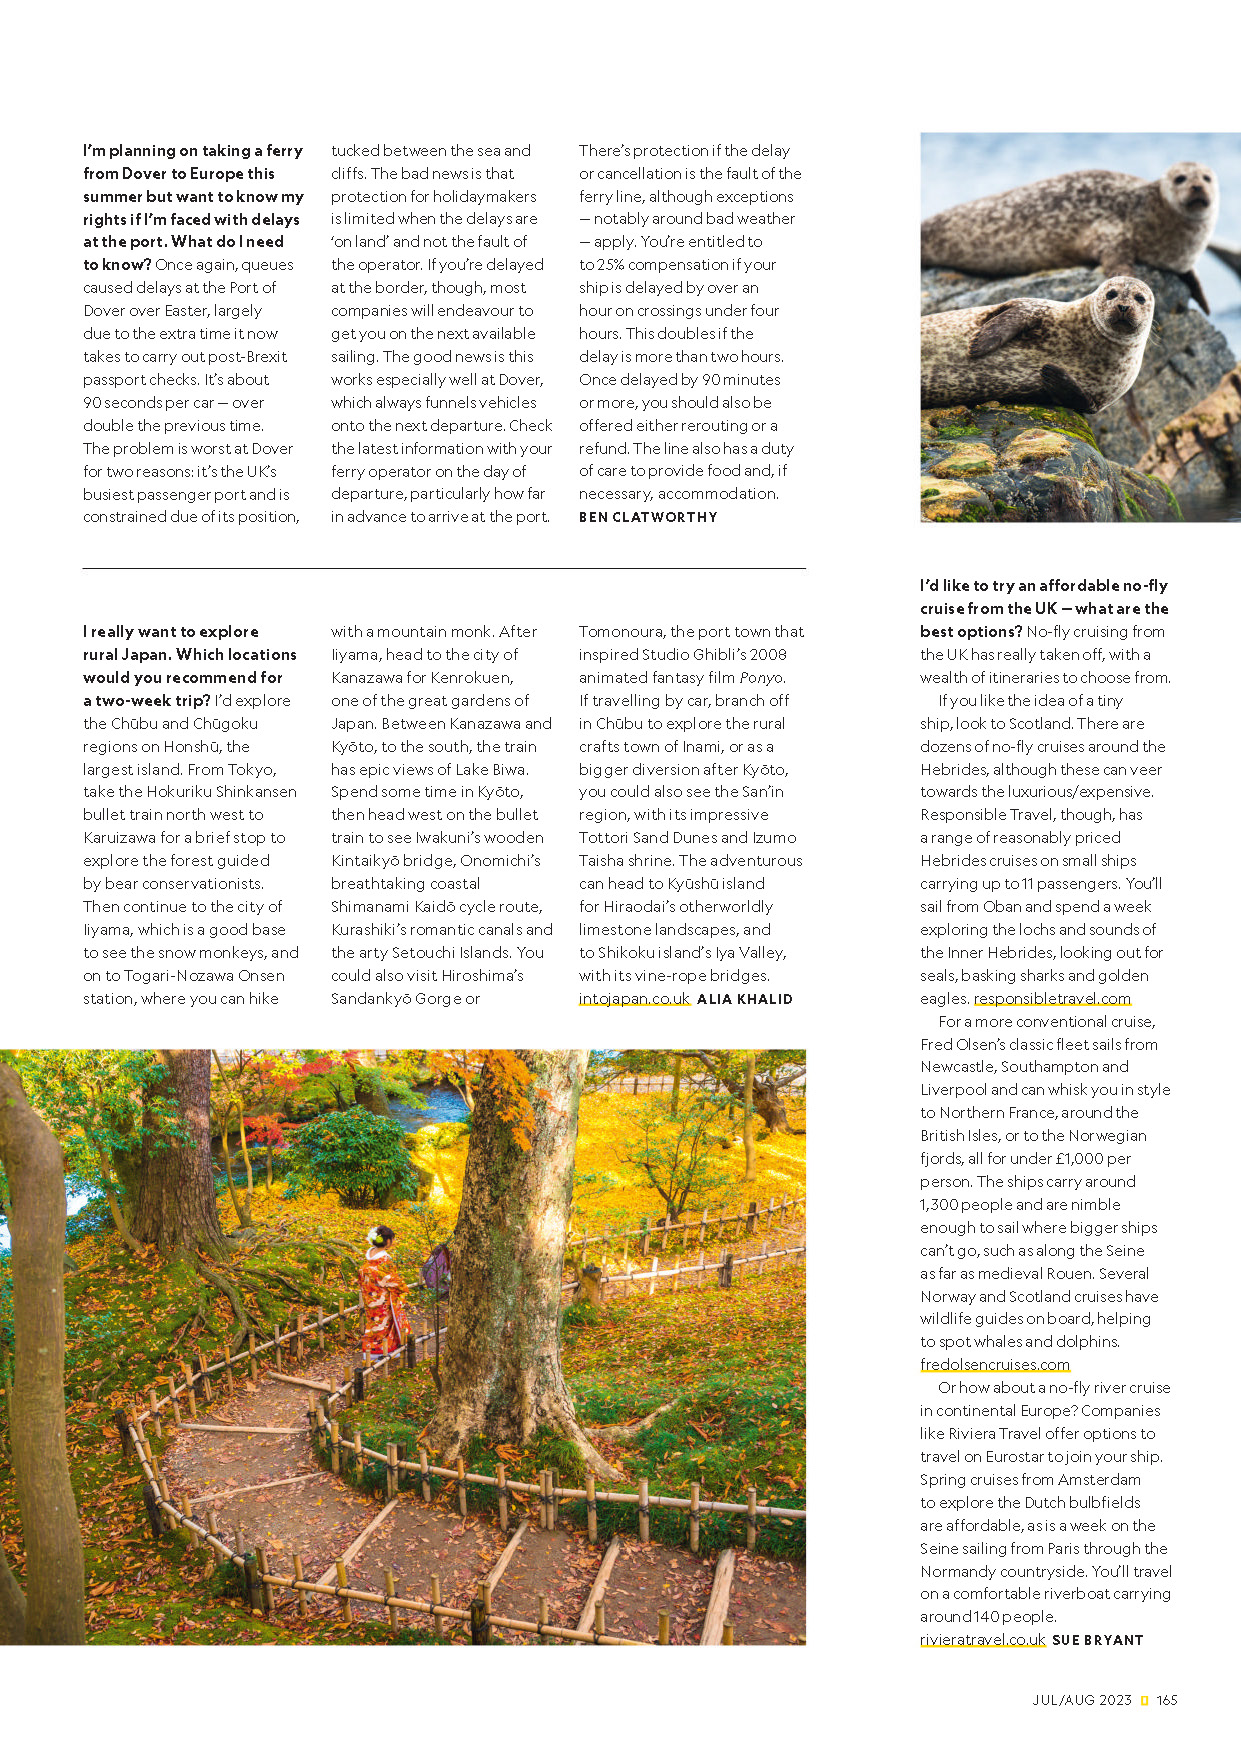 I'm planning on taking a ferry
from Dover to Europe this
summer but want to know my
rights if I'm faced with delays
at the port. What do I need
to know? Once again, queues
caused delays at the Port of
Dover over Easter, largely
due to the extra time it now
takes to carry out post-Brexit
passport checks. It's about
90 seconds per car — over
double the previous time.
The problem is worst at Dover
for two reasons: it's the UK's
busiest passenger port and is
constrained due of its position,
tucked between the sea and
cliffs. The bad news is that
protection for holidaymakers
is limited when the delays are
'on land' and not the fault of
the operator. If you're delayed
at the border, though, most
companies will endeavour to
get you on the next available
sailing. The good news is this
works especially well at Dover,
which always funnels vehicles
onto the next departure. Check
the latest information with your
ferry operator on the day of
departure, particularly how far
in advance to arrive at the port.
There's protection if the delay
or cancellation is the fault of the
ferry line, although exceptions
— notably around bad weather
— apply. You're entitled to
to 25% compensation if your
ship is delayed by over an
hour on crossings under four
hours. This doubles if the
delay is more than two hours.
Once delayed by 90 minutes
or more, you should also be
offered either rerouting or a
refund. The line also has a duty
of care to provide food and, if
necessary, accommodation.
BEN CLATWORTHY
I really want to explore
rural Japan. Which locations
would you recommend for
a two-week trip? I'd explore
the Chūbu and Chūgoku
regions on Honshū, the
largest island. From Tokyo,
take the Hokuriku Shinkansen
bullet train north west to
Karuizawa for a brief stop to
explore the forest guided
by bear conservationists.
Then continue to the city of
Iiyama, which is a good base
to see the snow monkeys, and
on to Togari-Nozawa Onsen
station, where you can hike
with a mountain monk. After
Iiyama, head to the city of
Kanazawa for Kenrokuen,
one of the great gardens of
Japan. Between Kanazawa and
Kyōto, to the south, the train
has epic views of Lake Biwa.
Spend some time in Kyōto,
then head west on the bullet
train to see Iwakuni's wooden
Kintaikyō bridge, Onomichi's
breathtaking coastal
Shimanami Kaidō cycle route,
Kurashiki's romantic canals and
the arty Setouchi Islands. You
could also visit Hiroshima's
Sandankyō Gorge or
Tomonoura, the port town that
inspired Studio Ghibli's 2008
animated fantasy film Ponyo.
If travelling by car, branch off
in Chūbu to explore the rural
crafts town of Inami, or as a
bigger diversion after Kyōto,
you could also see the San'in
region, with its impressive
Tottori Sand Dunes and Izumo
Taisha shrine. The adventurous
can head to Kyūshū island
for Hiraodai's otherworldly
limestone landscapes, and
to Shikoku island's Iya Valley,
with its vine-rope bridges.
intojapan.co.uk ALIA KHALID
I'd like to try an affordable no-fly
cruise from the UK — what are the
best options? No-fly cruising from
the UK has really taken off, with a
wealth of itineraries to choose from.
If you like the idea of a tiny
ship, look to Scotland. There are
dozens of no-fly cruises around the
Hebrides, although these can veer
towards the luxurious/expensive.
Responsible Travel, though, has
a range of reasonably priced
Hebrides cruises on small ships
carrying up to 11 passengers. You'll
sail from Oban and spend a week
exploring the lochs and sounds of
the Inner Hebrides, looking out for
seals, basking sharks and golden
eagles. responsibletravel.com
For a more conventional cruise,
Fred Olsen's classic fleet sails from
Newcastle, Southampton and
Liverpool and can whisk you in style
to Northern France, around the
British Isles, or to the Norwegian
fjords, all for under £1,000 per
person. The ships carry around
1,300 people and are nimble
enough to sail where bigger ships
can't go, such as along the Seine
as far as medieval Rouen. Several
Norway and Scotland cruises have
wildlife guides on board, helping
to spot whales and dolphins.
fredolsencruises.com
Or how about a no-fly river cruise
in continental Europe? Companies
like Riviera Travel offer options to
travel on Eurostar to join your ship.
Spring cruises from Amsterdam
to explore the Dutch bulbfields
are affordable, as is a week on the
Seine sailing from Paris through the
Normandy countryside. You'll travel
on a comfortable riverboat carrying
around 140 people.
rivieratravel.co.uk SUE BRYANT
JUL/AUG 2023 165